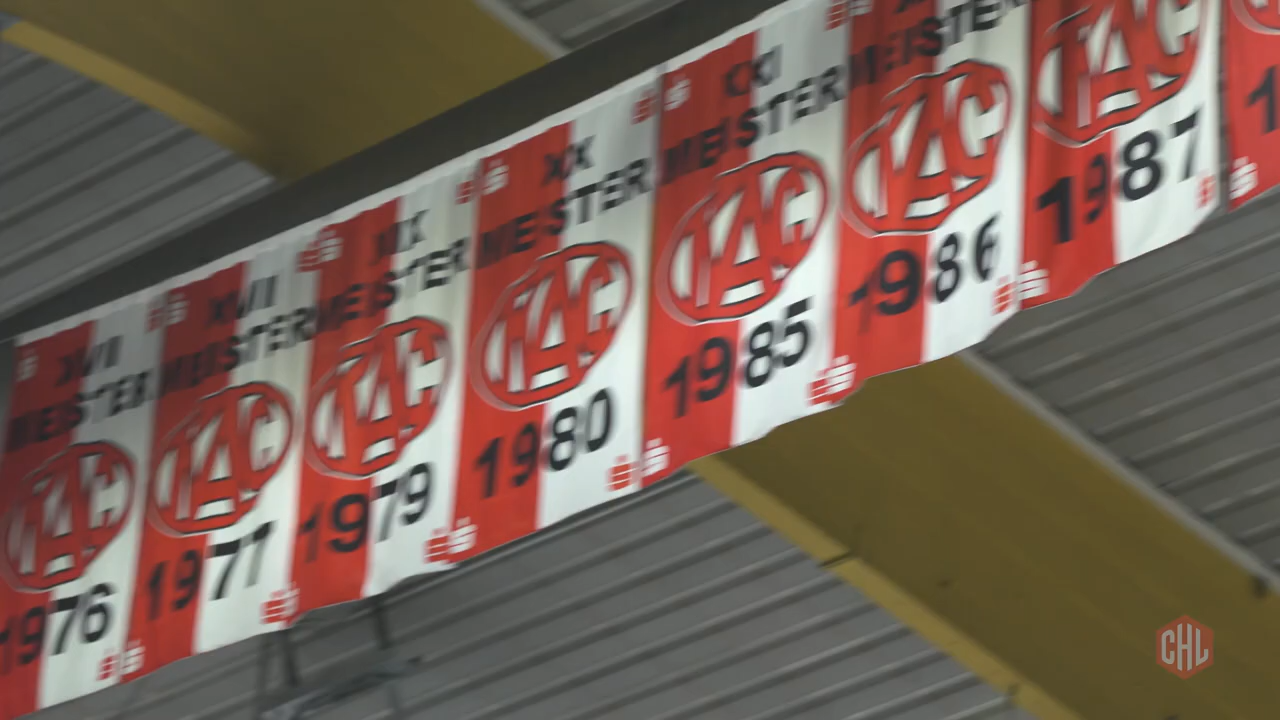 XVI
MEISTER
KAC
1976
XVII
MEISTER
KAC
1977
MEISTER
KAC
1979
XX
MEISTER
KAC
1980
XXI
MEISTER
KAC
1985
MEISTER
KAC
1986
KAC
1987
CHL